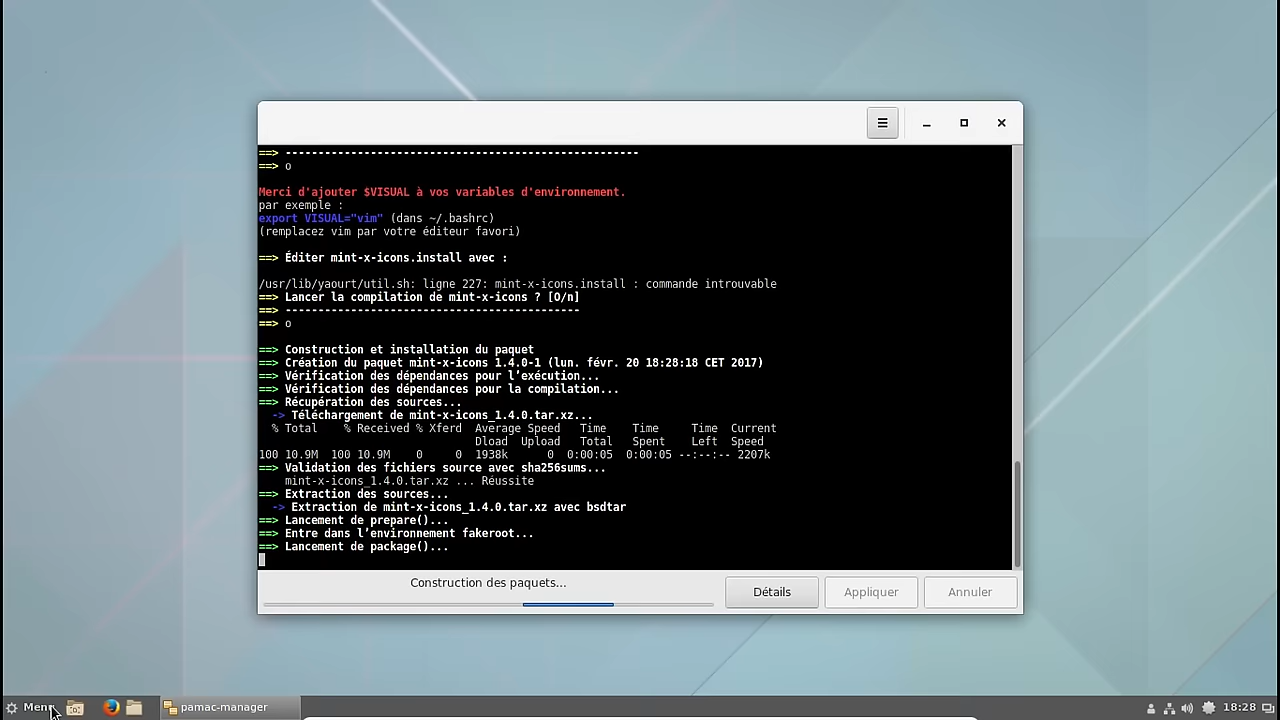 ==> -----------------------------------------------------
==> o
Merci d'ajouter $VISUAL à vos variables d'environnement.
par exemple :
export VISUAL="vim" (dans ~/.bashrc)
(remplacez vim par votre éditeur favori)
==> Éditer mint-x-icons.install avec :
/usr/lib/yaourt/util.sh: ligne 227: mint-x-icons.install : commande introuvable
==> Lancer la compilation de mint-x-icons ? [O/n]
==> --------------------------------------------
==> o
==> Construction et installation du paquet
==> Création du paquet mint-x-icons 1.4.0-1 (lun. févr. 20 18:28:18 CET 2017)
==> Vérification des dépendances pour l’exécution...
==> Vérification des dépendances pour la compilation...
==> Récupération des sources...
-> Téléchargement de mint-x-icons_1.4.0.tar.xz...
% Total % Received % Xferd Average Speed Time Time Time Current
Dload Upload Total Spent Left Speed
100 10.9M 100 10.9M 0 0 1938k 0 0:00:05 0:00:05 --:--:-- 2207k
==> Validation des fichiers source avec sha256sums...
mint-x-icons_1.4.0.tar.xz ... Réussite
==> Extraction des sources...
-> Extraction de mint-x-icons_1.4.0.tar.xz avec bsdtar
==> Lancement de prepare()...
==> Entre dans l’environnement fakeroot...
==> Lancement de package()...
Construction des paquets...
Détails
Appliquer
Annuler
Menu
pamac-manager
18:28